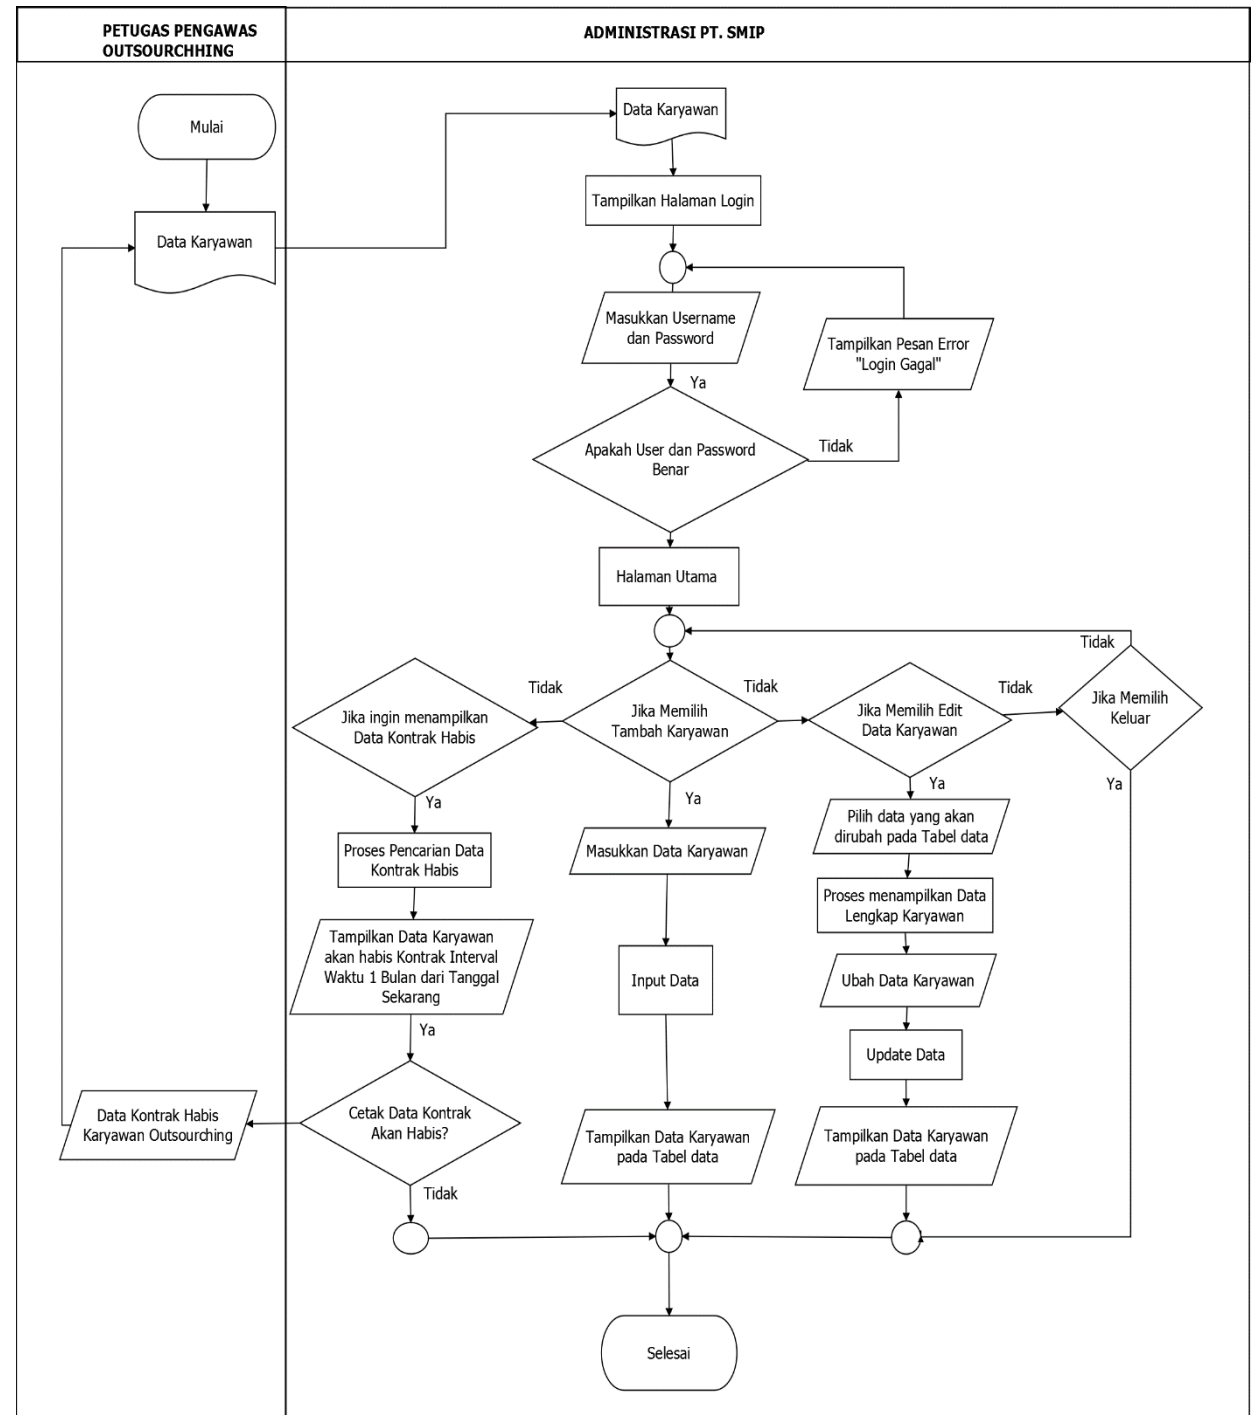 PETUGAS PENGAWAS
OUTSOURCHHING
ADMINISTRASI PT. SMIP
Mulai
Data Karyawan
Data Karyawan
Tampilkan Halaman Login
Masukkan Username
dan Password
Tampilkan Pesan Error
"Login Gagal"
Ya
Apakah User dan Password
Benar
Tidak
Halaman Utama
Tidak
Tidak
Tidak
Tidak
Jika ingin menampilkan
Data Kontrak Habis
Jika Memilih
Tambah Karyawan
Jika Memilih Edit
Data Karyawan
Jika Memilih
Keluar
Ya
Ya
Ya
Ya
Proses Pencarian Data
Kontrak Habis
Masukkan Data Karyawan
Pilih data yang akan
dirubah pada Tabel data
Proses menampilkan Data
Lengkap Karyawan
Tampilkan Data Karyawan
akan habis Kontrak Interval
Waktu 1 Bulan dari Tanggal
Sekarang
Input Data
Ubah Data Karyawan
Ya
Update Data
Data Kontrak Habis
Karyawan Outsourching
Cetak Data Kontrak
Akan Habis?
Tampilkan Data Karyawan
pada Tabel data
Tampilkan Data Karyawan
pada Tabel data
Tidak
Selesai